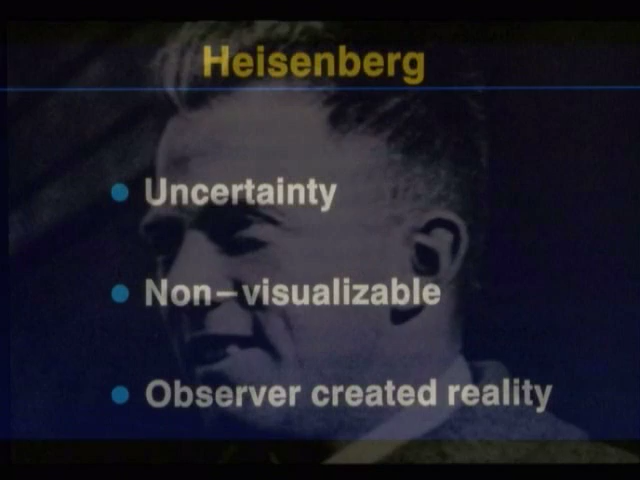 Heisenberg
Uncertainty
Non–visualizable
Observer created reality